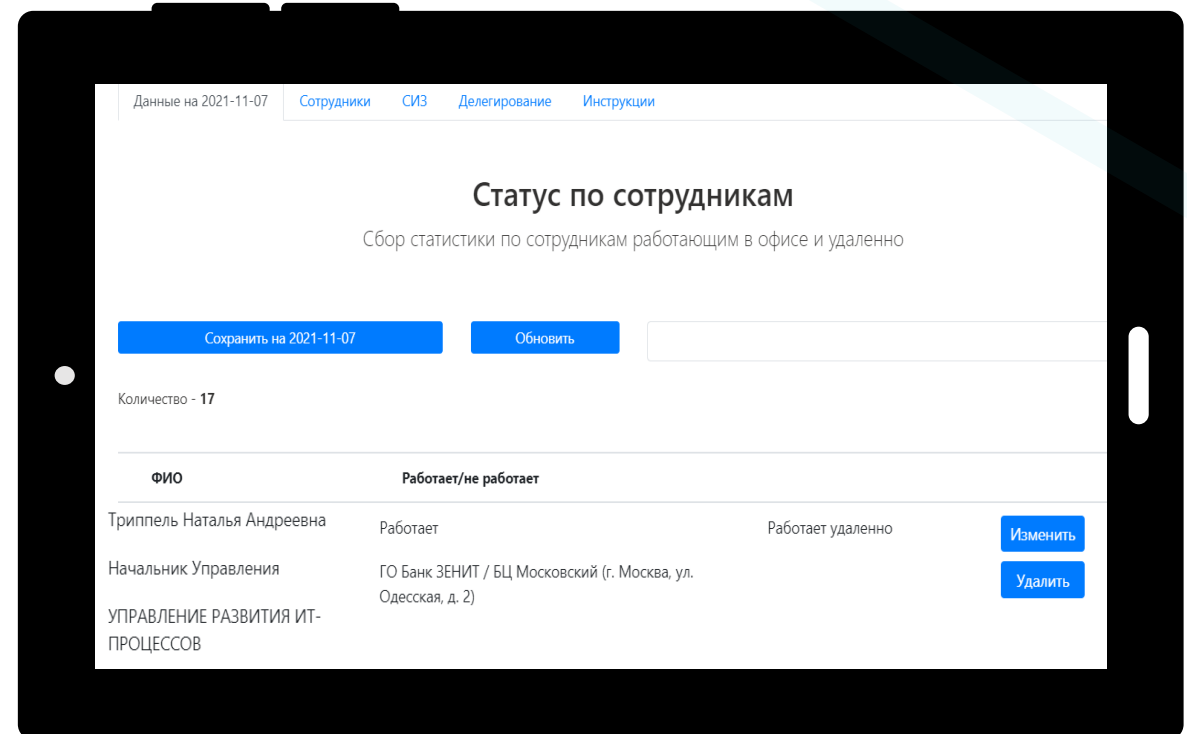 Данные на 2021-11-07 Сотрудники СИЗ Делегирование Инструкции
Статус по сотрудникам
Сбор статистики по сотрудникам работающим в офисе и удаленно
Сохранить на 2021-11-07 Обновить
Количество - 17
ФИО Работает/не работает
Триппель Наталья Андреевна
Начальник Управления
УПРАВЛЕНИЕ РАЗВИТИЯ ИТ-
ПРОЦЕССОВ
Работает
ГО Банк ЗЕНИТ / БЦ Московский (г. Москва, ул.
Одесская, д. 2)
Работает удаленно
Изменить
Удалить